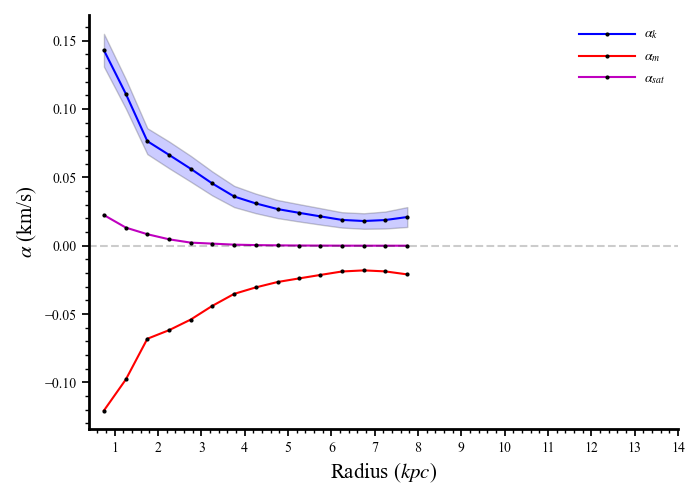 α_k
α_m
α_sat
0.15
0.10
0.05
0.00
−0.05
−0.10
α (km/s)
1 2 3 4 5 6 7 8 9 10 11 12 13 14
Radius (kpc)